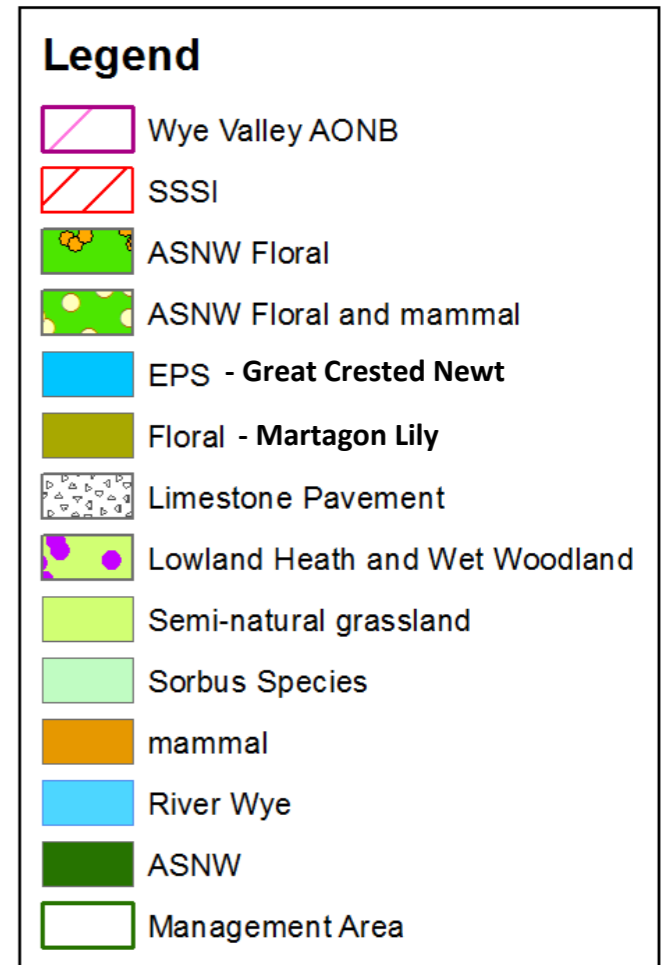 Legend
Wye Valley AONB
SSSI
ASNW Floral
ASNW Floral and mammal
EPS - Great Crested Newt
Floral - Martagon Lily
Limestone Pavement
Lowland Heath and Wet Woodland
Semi-natural grassland
Sorbus Species
mammal
River Wye
ASNW
Management Area